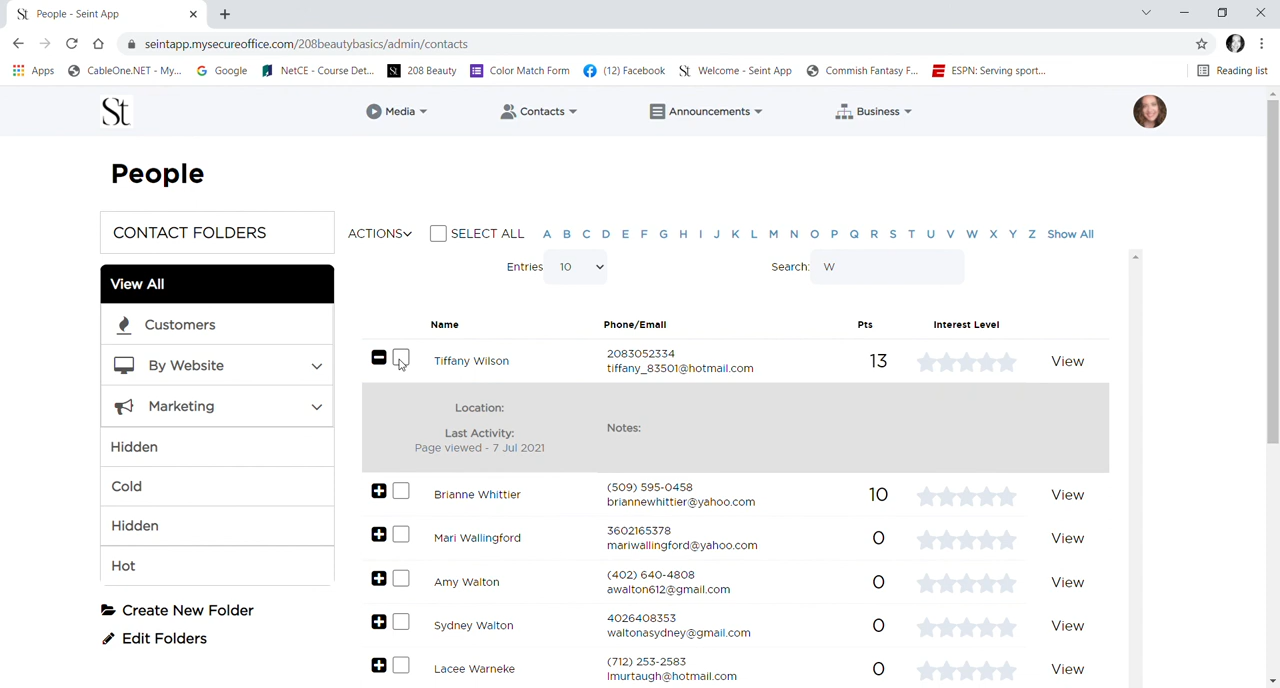 St People - Seint App
seintapp.mysecureoffice.com/208beautybasics/admin/contacts
Apps CableOne.NET - My... Google NetCE - Course Det... St 208 Beauty Color Match Form (12) Facebook St Welcome - Seint App Commish Fantasy F... ESPN: Serving sport... Reading list
St Media Contacts Announcements Business
People
CONTACT FOLDERS
View All
Customers
By Website
Marketing
Hidden
Cold
Hidden
Hot
Create New Folder
Edit Folders
ACTIONS SELECT ALL A B C D E F G H I J K L M N O P Q R S T U V W X Y Z Show All
Entries 10 Search: W
Name Phone/Email Pts Interest Level
Tiffany Wilson 2083052334 13 View
tiffany_83501@hotmail.com
Location:
Last Activity: Notes:
Page viewed - 7 Jul 2021
Brianne Whittier (509) 595-0458 10 View
briannewhittier@yahoo.com
Mari Wallingford 3602165378 0 View
mariwallingford@yahoo.com
Amy Walton (402) 640-4808 0 View
awalton612@gmail.com
Sydney Walton 4026408353 0 View
waltonasydney@gmail.com
Lacee Warneke (712) 253-2583 0 View
lmurtaugh@hotmail.com